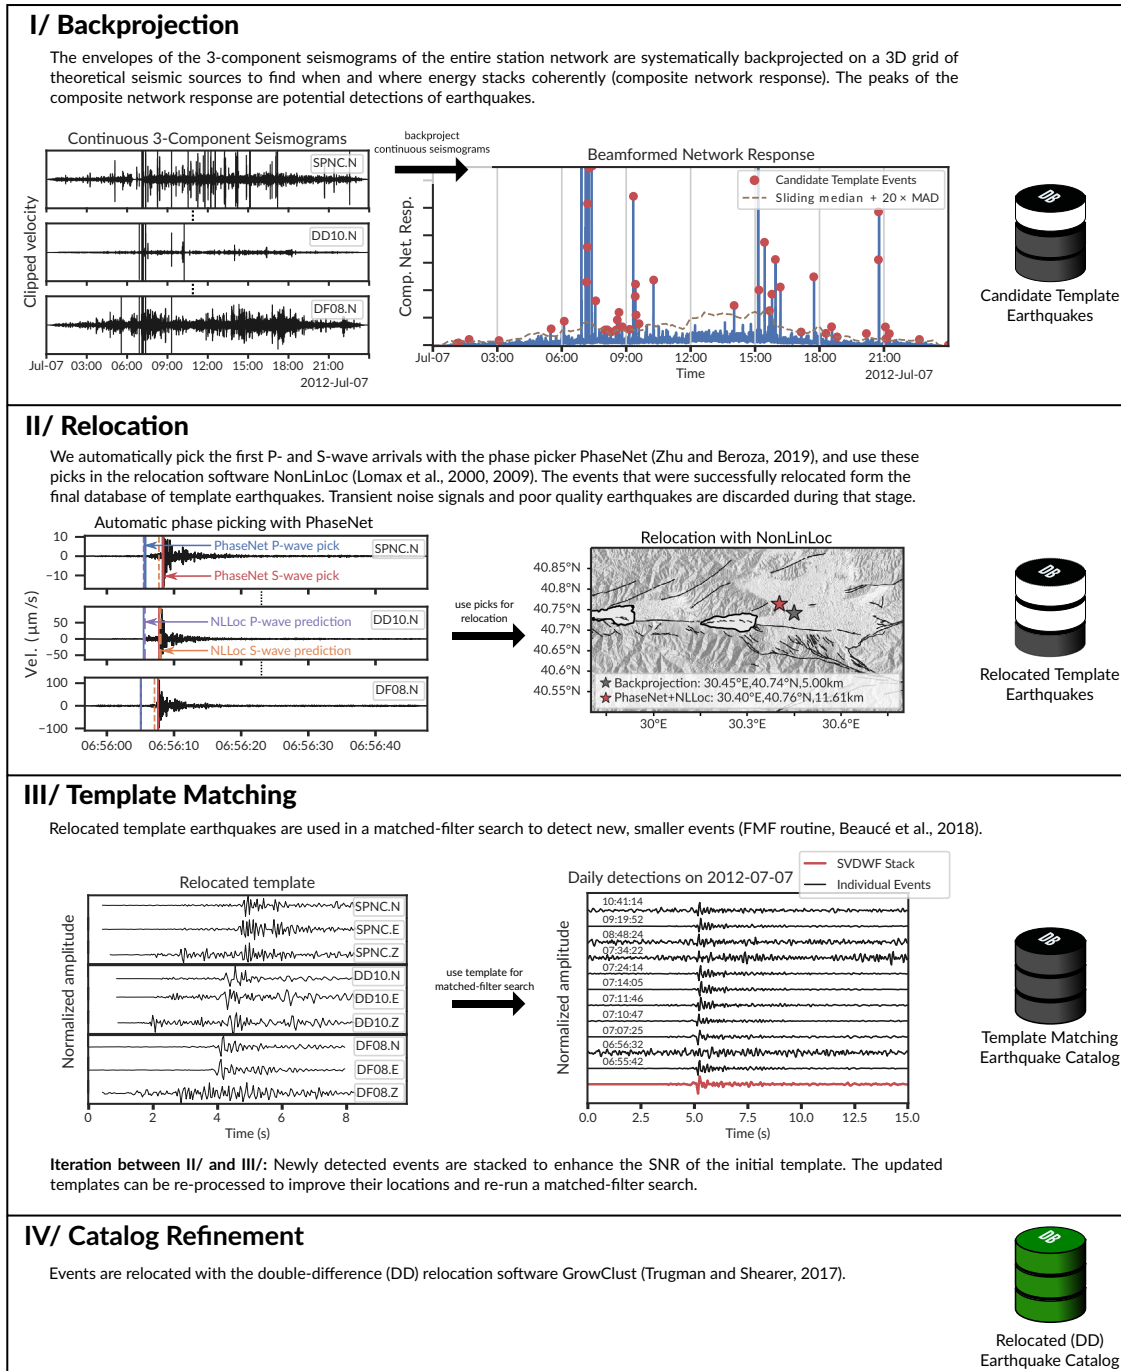 I/ Backprojection
The envelopes of the 3-component seismograms of the entire station network are systematically backprojected on a 3D grid of
theoretical seismic sources to find when and where energy stacks coherently (composite network response). The peaks of the
composite network response are potential detections of earthquakes.
Continuous 3-Component Seismograms
SPNC.N
DD10.N
DF08.N
Clipped velocity
Jul-07 03:00 06:00 09:00 12:00 15:00 18:00 21:00
2012-Jul-07
backproject
continuous seismograms
Beamformed Network Response
Candidate Template Events
Sliding median + 20 × MAD
Comp. Net. Resp.
Jul-07 03:00 06:00 09:00 12:00 15:00 18:00 21:00
Time
2012-Jul-07
DB
Candidate Template
Earthquakes
II/ Relocation
We automatically pick the first P- and S-wave arrivals with the phase picker PhaseNet (Zhu and Beroza, 2019), and use these
picks in the relocation software NonLinLoc (Lomax et al., 2000, 2009). The events that were successfully relocated form the
final database of template earthquakes. Transient noise signals and poor quality earthquakes are discarded during that stage.
Automatic phase picking with PhaseNet
10
0
−10
PhaseNet P-wave pick
SPNC.N
PhaseNet S-wave pick
50
0
−50
NLLoc P-wave prediction
DD10.N
NLLoc S-wave prediction
100
0
−100
DF08.N
Vel. (μm/s)
06:56:00 06:56:10 06:56:20 06:56:30 06:56:40
use picks for
relocation
Relocation with NonLinLoc
40.85°N
40.8°N
40.75°N
40.7°N
40.65°N
40.6°N
40.55°N
Backprojection: 30.45°E,40.74°N,5.00km
PhaseNet+NLLoc: 30.40°E,40.76°N,11.61km
30°E 30.3°E 30.6°E
DB
Relocated Template
Earthquakes
III/ Template Matching
Relocated template earthquakes are used in a matched-filter search to detect new, smaller events (FMF routine, Beaucé et al., 2018).
Relocated template
SPNC.N
SPNC.E
SPNC.Z
DD10.N
DD10.E
DD10.Z
DF08.N
DF08.E
DF08.Z
Normalized amplitude
0 2 4 6 8
Time (s)
use template for
matched-filter search
Daily detections on 2012-07-07
SVDWF Stack
Individual Events
10:41:14
09:19:52
08:48:24
07:34:22
07:24:14
07:14:05
07:11:46
07:10:47
07:07:25
06:56:32
06:55:42
Normalized amplitude
0.0 2.5 5.0 7.5 10.0 12.5 15.0
Time (s)
DB
Template Matching
Earthquake Catalog
Iteration between II/ and III/: Newly detected events are stacked to enhance the SNR of the initial template. The updated
templates can be re-processed to improve their locations and re-run a matched-filter search.
IV/ Catalog Refinement
Events are relocated with the double-difference (DD) relocation software GrowClust (Trugman and Shearer, 2017).
DB
Relocated (DD)
Earthquake Catalog